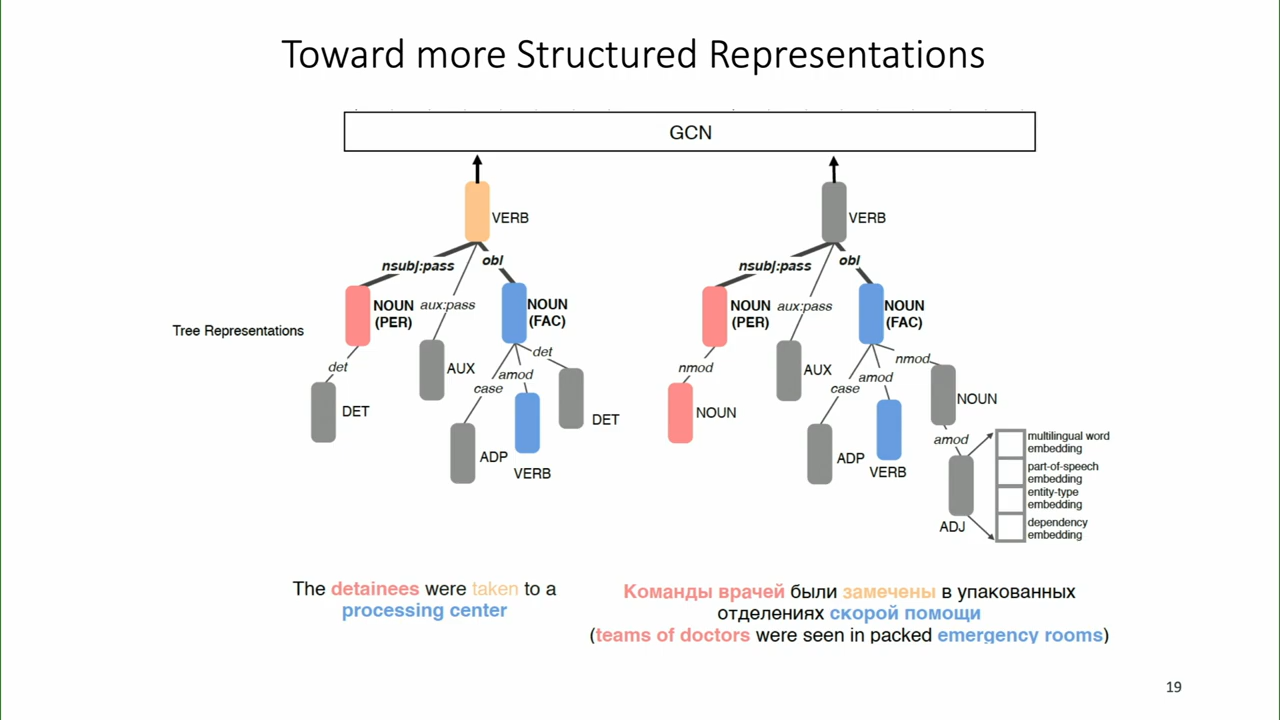 Toward more Structured Representations
GCN
VERB
VERB
nsubj:pass
obl
nsubj:pass
obl
NOUN
(PER)
aux:pass
NOUN
(FAC)
NOUN
(PER)
aux:pass
NOUN
(FAC)
Tree Representations
det
AUX
case
amod
det
nmod
AUX
case
amod
nmod
DET
ADP
VERB
DET
NOUN
ADP
VERB
NOUN
amod
ADJ
multilingual word
embedding
part-of-speech
embedding
entity-type
embedding
dependency
embedding
The detainees were taken to a
processing center
Команды врачей были замечены в упакованных
отделениях скорой помощи
(teams of doctors were seen in packed emergency rooms)
19